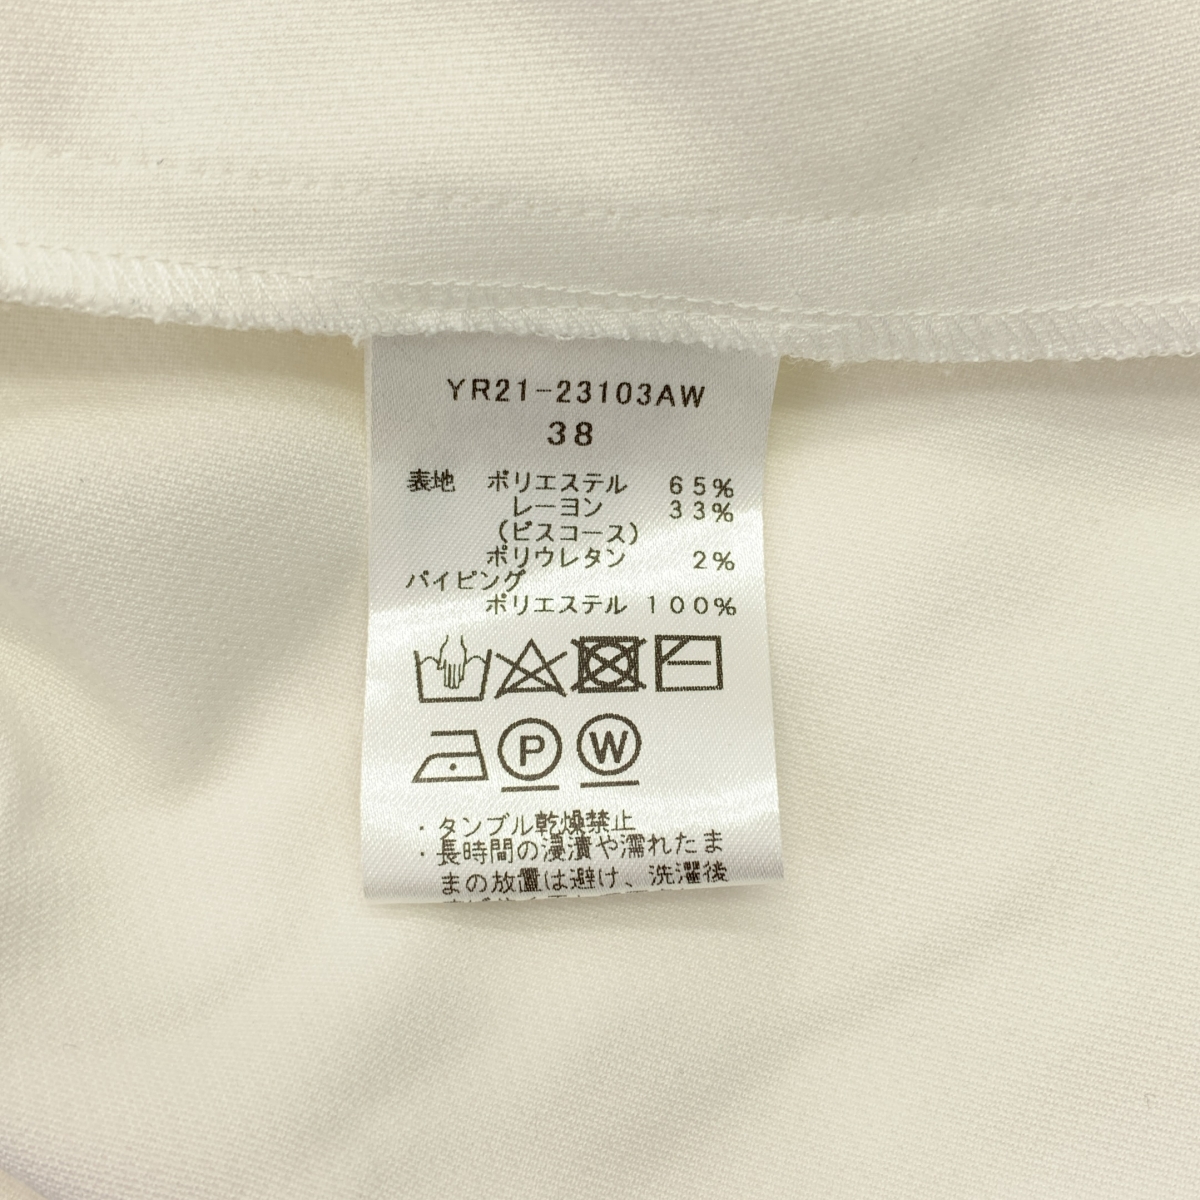 YR21-23103AW
38
表地 ポリエステル 65%
レーヨン 33%
(ビスコース)
ポリウレタン 2%
パイピング
ポリエステル 100%
P W
・タンブル乾燥禁止
・長時間の浸漬や濡れたま
まの放置は避け、洗濯後